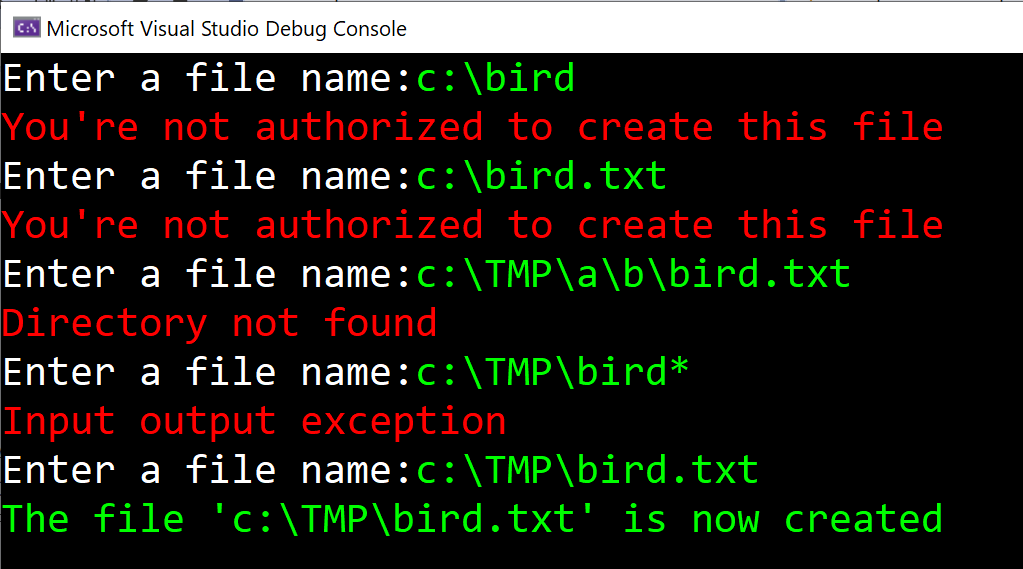 C:\ Microsoft Visual Studio Debug Console
Enter a file name:c:\bird
You're not authorized to create this file
Enter a file name:c:\bird.txt
You're not authorized to create this file
Enter a file name:c:\TMP\a\b\bird.txt
Directory not found
Enter a file name:c:\TMP\bird*
Input output exception
Enter a file name:c:\TMP\bird.txt
The file 'c:\TMP\bird.txt' is now created